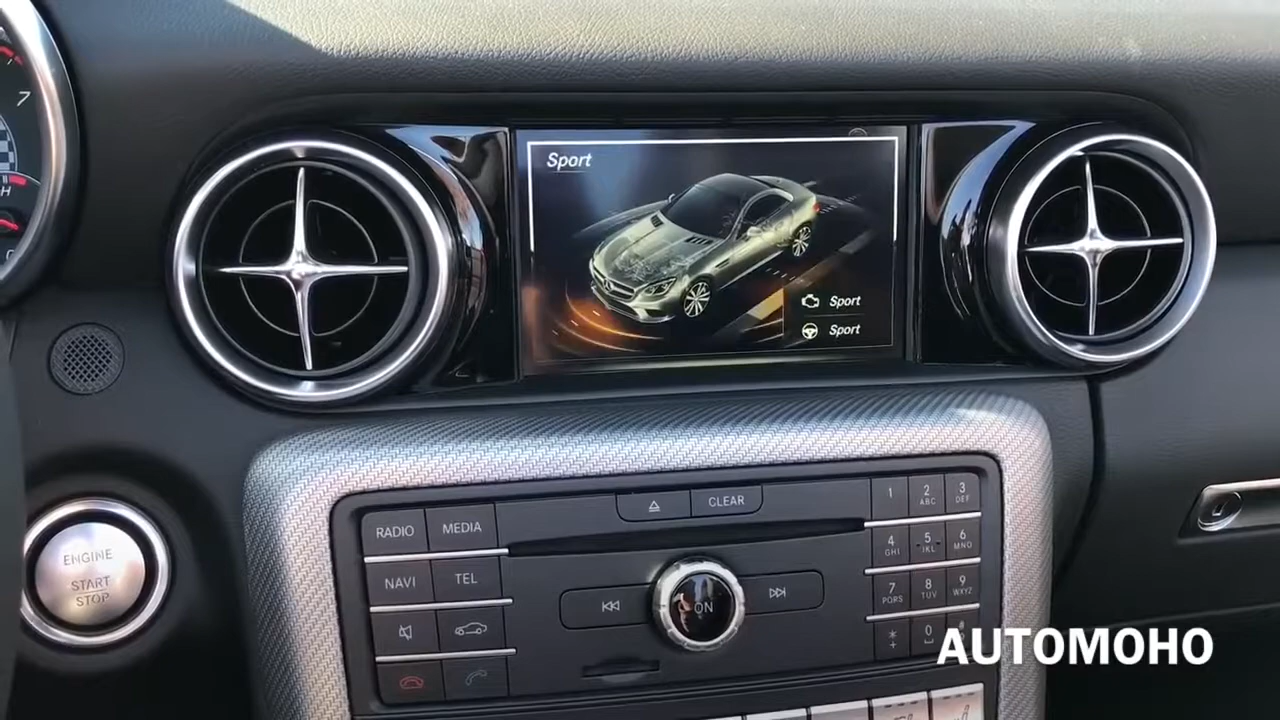 7
H
Sport
Sport
Sport
ENGINE
START
STOP
RADIO
MEDIA
NAVI
TEL
CLEAR
ON
1
2
ABC
3
DEF
4
GHI
5
JKL
6
MNO
7
PQRS
8
TUV
9
WXYZ
*
+
0
AUTOMOHO